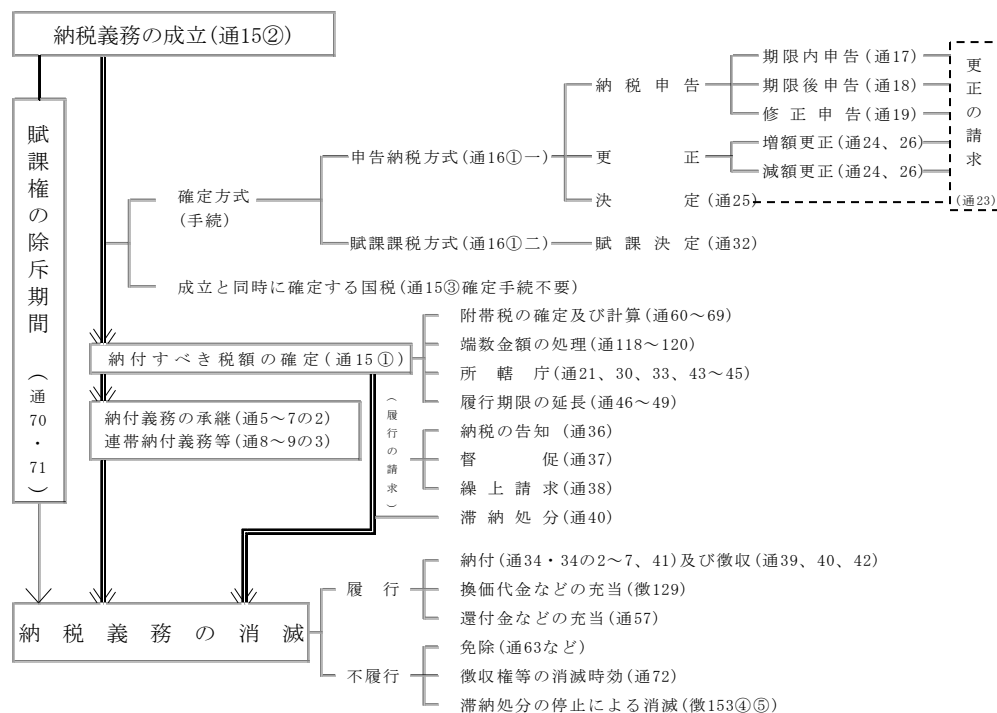 納税義務の成立(通15②)
賦課権の除斥期間(通70・71)
確定方式
(手続)
申告納税方式(通16①一)
納税申告
期限内申告(通17)
期限後申告(通18)
修正申告(通19)
更正
増額更正(通24、26)
減額更正(通24、26)
決定(通25)
更正の請求
(通23)
賦課課税方式(通16①二)
賦課決定(通32)
成立と同時に確定する国税(通15③確定手続不要)
納付すべき税額の確定(通15①)
附帯税の確定及び計算(通60~69)
端数金額の処理(通118~120)
所轄庁(通21、30、33、43~45)
履行期限の延長(通46~49)
納付義務の承継(通5~7の2)
連帯納付義務等(通8~9の3)
(履行の請求)
納税の告知 (通36)
督促(通37)
繰上請求(通38)
滞納処分(通40)
納税義務の消滅
履行
納付(通34・34の2~7、41)及び徴収(通39、40、42)
換価代金などの充当(徴129)
還付金などの充当(通57)
不履行
免除(通63など)
徴収権等の消滅時効(通72)
滞納処分の停止による消滅(徴153④⑤)